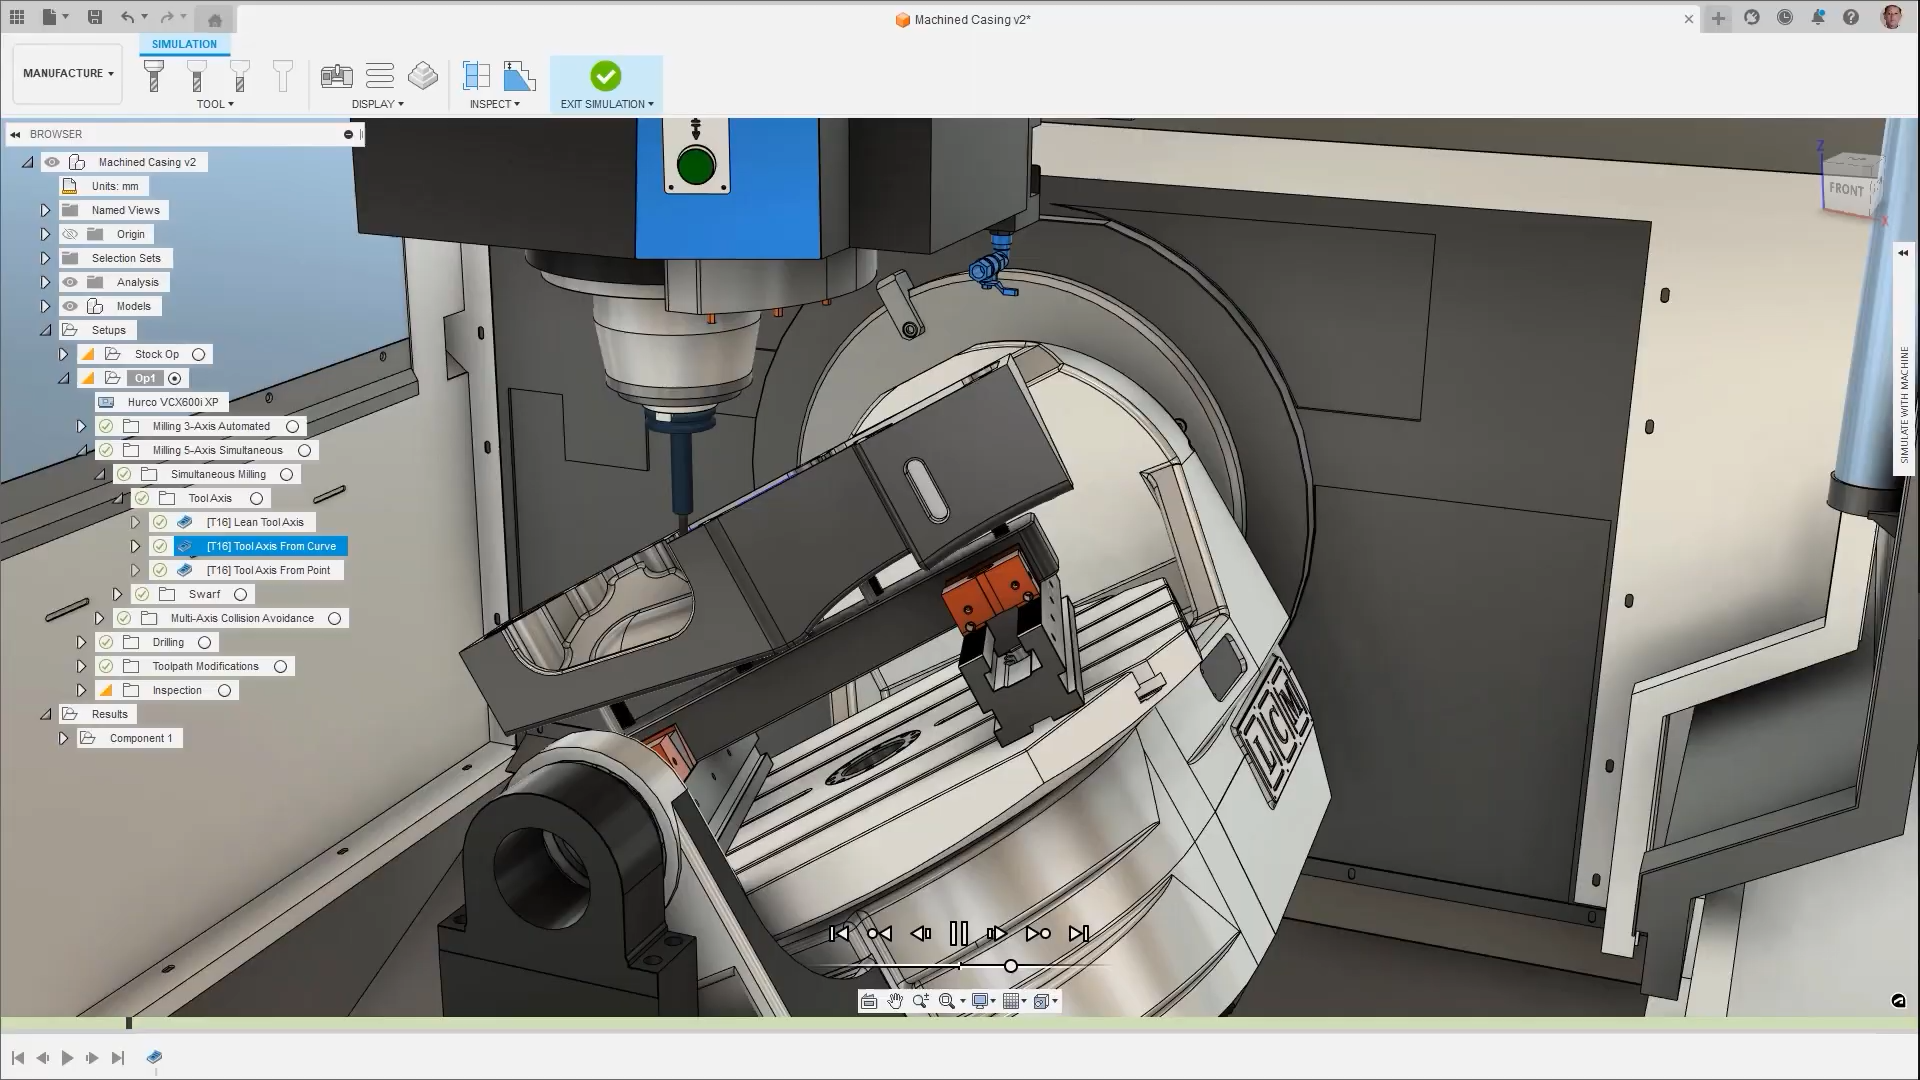 Machined Casing v2*
SIMULATION
MANUFACTURE
TOOL
DISPLAY
INSPECT
EXIT SIMULATION
BROWSER
Machined Casing v2
Units: mm
Named Views
Origin
Selection Sets
Analysis
Models
Setups
Stock Op
Op1
Hurco VCX600i XP
Milling 3-Axis Automated
Milling 5-Axis Simultaneous
Simultaneous Milling
Tool Axis
[T16] Lean Tool Axis
[T16] Tool Axis From Curve
[T16] Tool Axis From Point
Swarf
Multi-Axis Collision Avoidance
Drilling
Toolpath Modifications
Inspection
Results
Component 1
Z
FRONT
X
SIMULATE WITH MACHINE
LCM